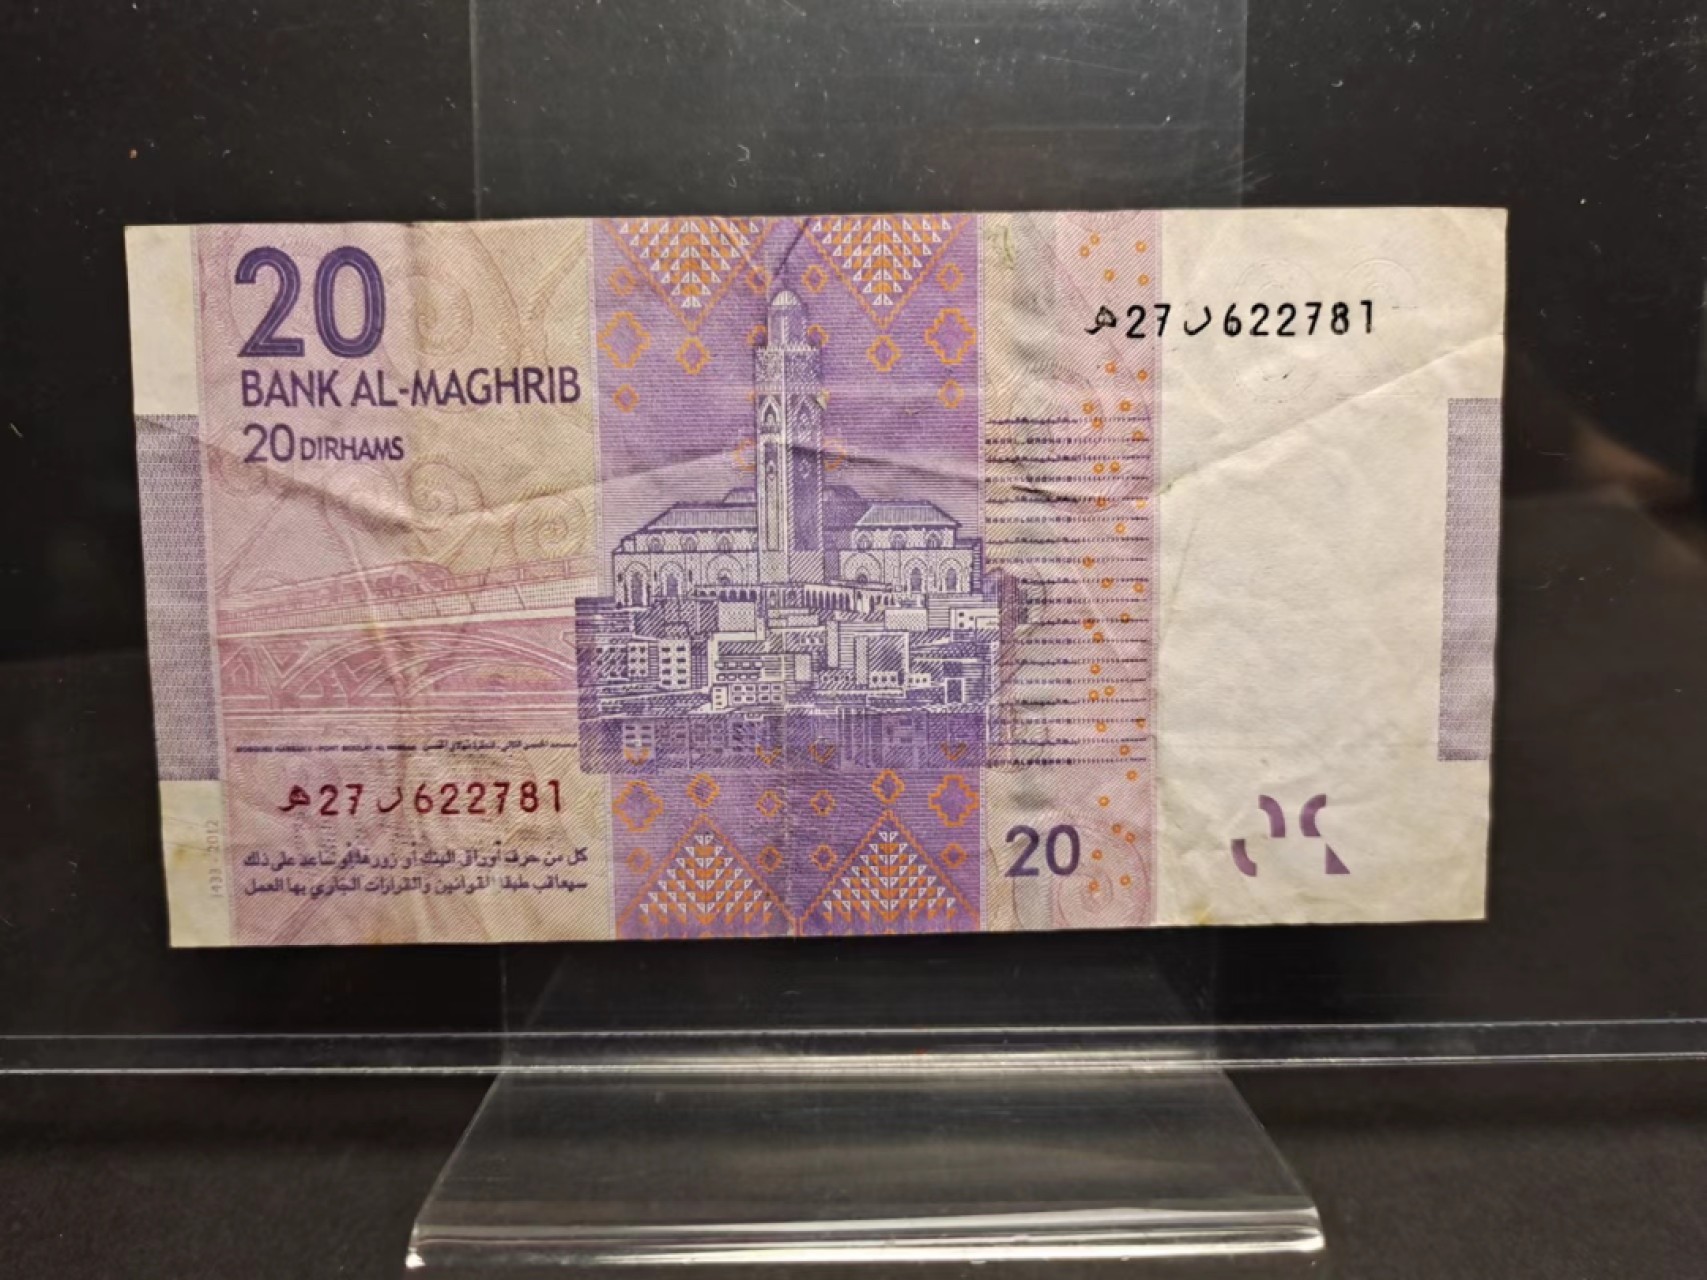 20
BANK AL-MAGHRIB
20 DIRHAMS
ھ 27 ر 622781
ھ 27 ر 622781
كل من حرف أوراق البنك أو زورها أو ساعد على ذلك
سيعاقب طبقا للقوانين والقرارات الجاري بها العمل
1433 - 2012
20